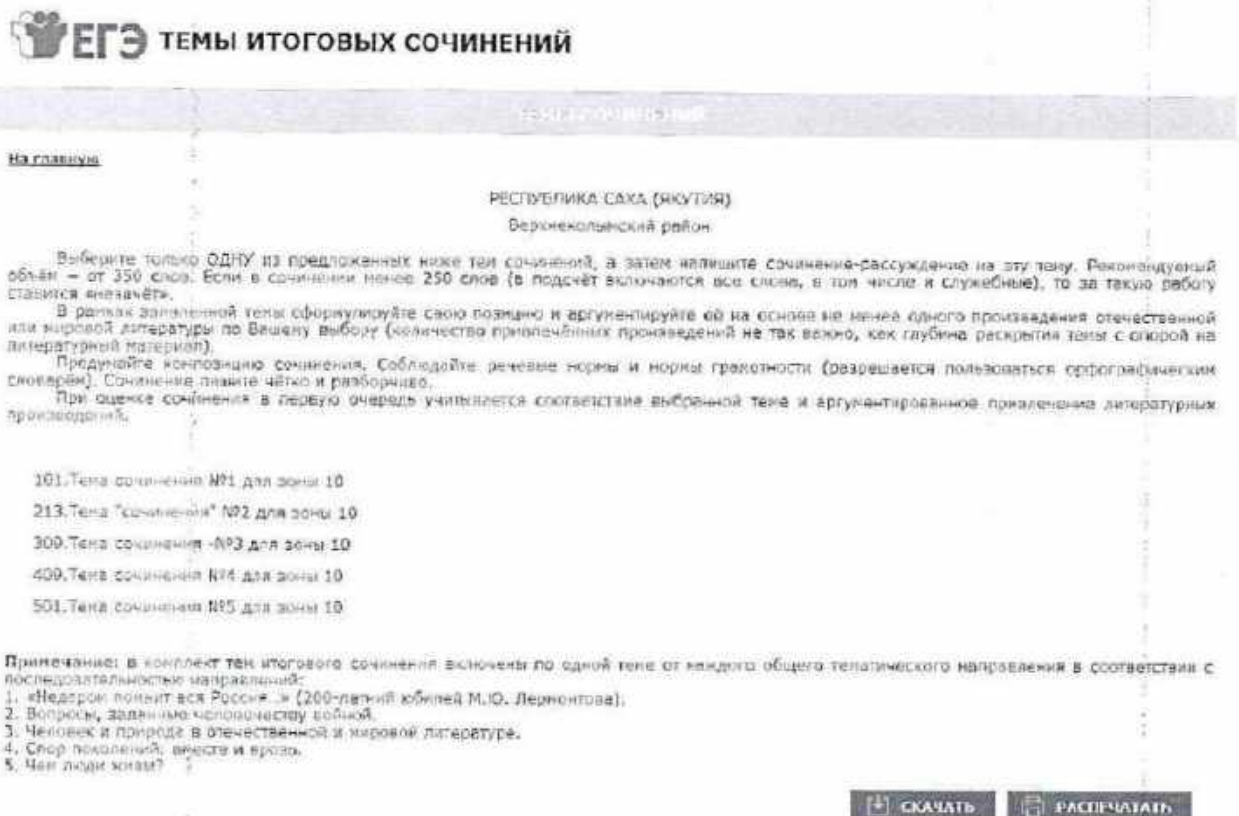 ЕГЭ ТЕМЫ ИТОГОВЫХ СОЧИНЕНИЙ
ТЕМЫ СОЧИНЕНИЙ
На главную
РЕСПУБЛИКА САХА (ЯКУТИЯ)
Верхнеколымский район
Выберите только ОДНУ из предложенных ниже тем сочинений, а затем напишите сочинение-рассуждение на эту тему. Рекомендуемый
объём – от 350 слов. Если в сочинении менее 250 слов (в подсчёт включаются все слова, в том числе и служебные), то за такую работу
ставится «незачёт».
В рамках заявленной темы сформулируйте свою позицию и аргументируйте её на основе не менее одного произведения отечественной
или мировой литературы по Вашему выбору (количество привлечённых произведений не так важно, как глубина раскрытия темы с опорой на
литературный материал).
Продумайте композицию сочинения. Соблюдайте речевые нормы и нормы грамотности (разрешается пользоваться орфографическим
словарём). Сочинение пишите чётко и разборчиво.
При оценке сочинения в первую очередь учитывается соответствие выбранной теме и аргументированное привлечение литературных
произведений.
101.Тема сочинения №1 для зоны 10
213.Тема "сочинения" №2 для зоны 10
309.Тема сочинения -№3 для зоны 10
409.Тема сочинения №4 для зоны 10
501.Тема сочинения №5 для зоны 10
Примечание: в комплект тем итогового сочинения включены по одной теме от каждого общего тематического направления в соответствии с
последовательностью направлений:
1. «Недаром помнит вся Россия…» (200-летний юбилей М.Ю. Лермонтова).
2. Вопросы, заданные человечеству войной.
3. Человек и природа в отечественной и мировой литературе.
4. Спор поколений: вместе и врозь.
5. Чем люди живы?
СКАЧАТЬ РАСПЕЧАТАТЬ